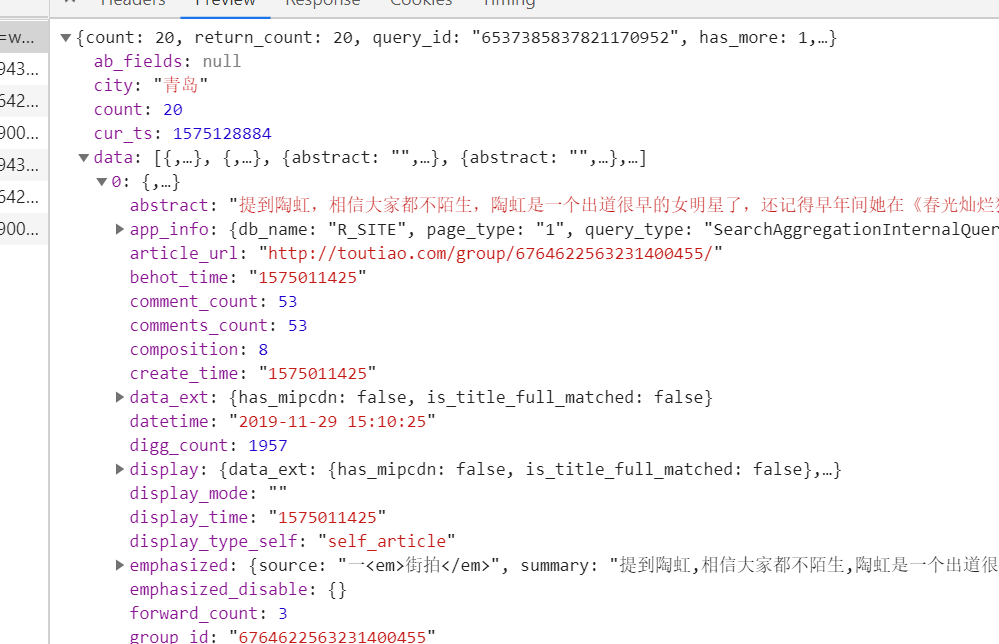 Headers Preview Response Cookies Timing
=w...
943...
642...
900...
943...
642...
900...
{count: 20, return_count: 20, query_id: "6537385837821170952", has_more: 1,…}
ab_fields: null
city: "青岛"
count: 20
cur_ts: 1575128884
data: [{,…}, {,…}, {abstract: "",…}, {abstract: "",…},…]
0: {,…}
abstract: "提到陶虹，相信大家都不陌生，陶虹是一个出道很早的女明星了，还记得早年间她在《春光灿烂
app_info: {db_name: "R_SITE", page_type: "1", query_type: "SearchAggregationInternalQuer
article_url: "http://toutiao.com/group/6764622563231400455/"
behot_time: "1575011425"
comment_count: 53
comments_count: 53
composition: 8
create_time: "1575011425"
data_ext: {has_mipcdn: false, is_title_full_matched: false}
datetime: "2019-11-29 15:10:25"
digg_count: 1957
display: {data_ext: {has_mipcdn: false, is_title_full_matched: false},…}
display_mode: ""
display_time: "1575011425"
display_type_self: "self_article"
emphasized: {source: "一<em>街拍</em>", summary: "提到陶虹,相信大家都不陌生,陶虹是一个出道很
emphasized_disable: {}
forward_count: 3
group_id: "6764622563231400455"